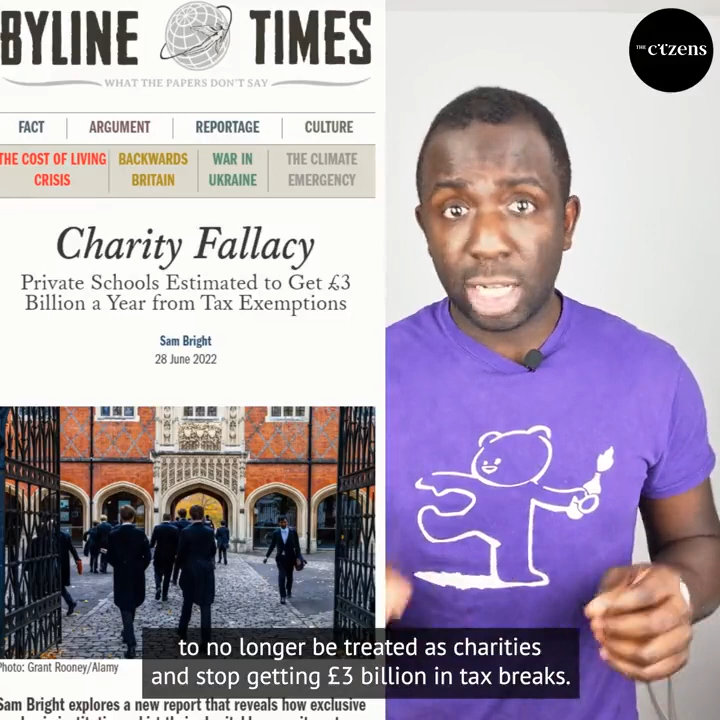 BYLINE TIMES
WHAT THE PAPERS DON'T SAY
FACT ARGUMENT REPORTAGE CULTURE
THE COST OF LIVING CRISIS
BACKWARDS BRITAIN
WAR IN UKRAINE
THE CLIMATE EMERGENCY
Charity Fallacy
Private Schools Estimated to Get £3
Billion a Year from Tax Exemptions
Sam Bright
28 June 2022
Photo: Grant Rooney/Alamy
Sam Bright explores a new report that reveals how exclusive
THE cıtzens
to no longer be treated as charities
and stop getting £3 billion in tax breaks.